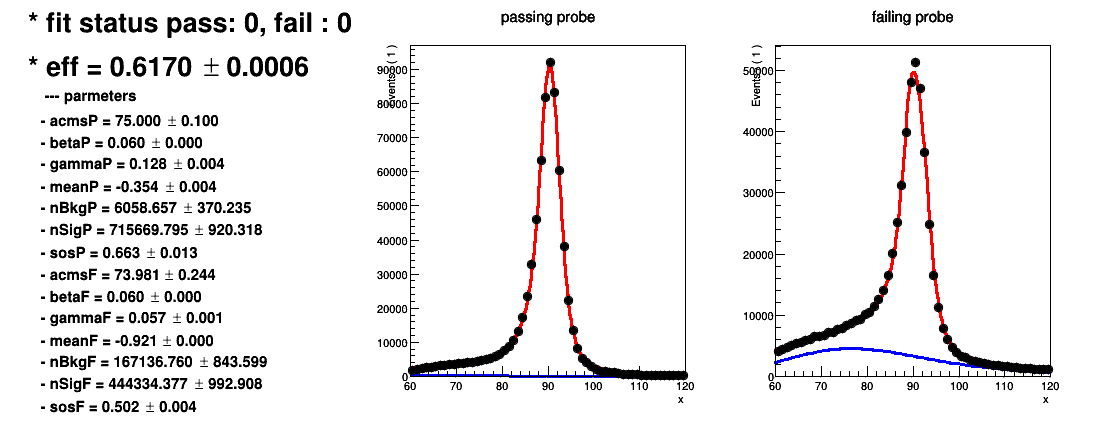 * fit status pass: 0, fail : 0
* eff = 0.6170 ± 0.0006
--- parmeters
- acmsP = 75.000 ± 0.100
- betaP = 0.060 ± 0.000
- gammaP = 0.128 ± 0.004
- meanP = -0.354 ± 0.004
- nBkgP = 6058.657 ± 370.235
- nSigP = 715669.795 ± 920.318
- sosP = 0.663 ± 0.013
- acmsF = 73.981 ± 0.244
- betaF = 0.060 ± 0.000
- gammaF = 0.057 ± 0.001
- meanF = -0.921 ± 0.000
- nBkgF = 167136.760 ± 843.599
- nSigF = 444334.377 ± 992.908
- sosF = 0.502 ± 0.004
passing probe
Events ( 1 )
90000
80000
70000
60000
50000
40000
30000
20000
10000
0
60 70 80 90 100 110 120
x
failing probe
Events ( 1 )
50000
40000
30000
20000
10000
0
60 70 80 90 100 110 120
x